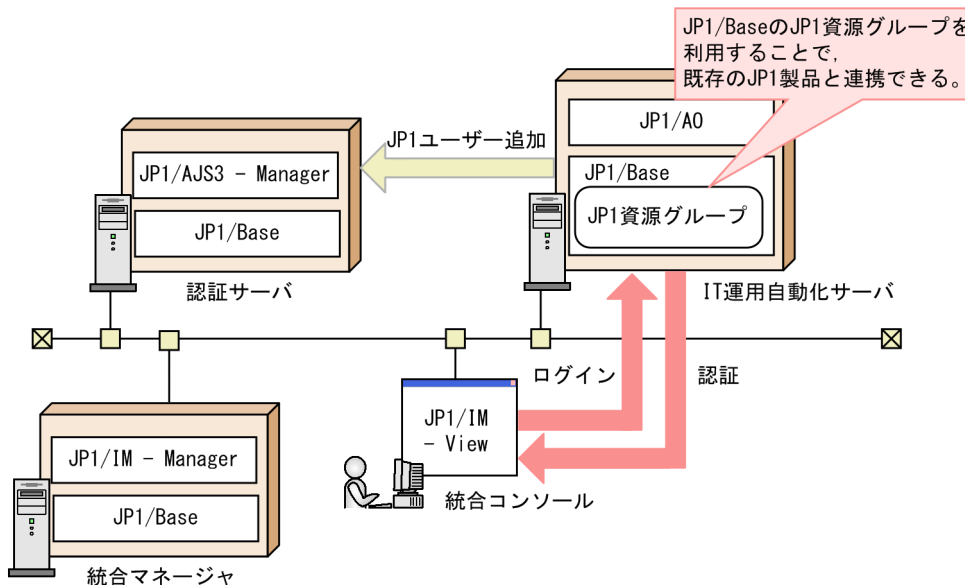 JP1/BaseのJP1資源グループを
利用することで,
既存のJP1製品と連携できる。
JP1/AO
JP1ユーザー追加
JP1/AJS3 - Manager
JP1/Base
JP1資源グループ
JP1/Base
認証サーバ
IT運用自動化サーバ
ログイン
認証
JP1/IM
- View
JP1/IM - Manager
統合コンソール
JP1/Base
統合マネージャ